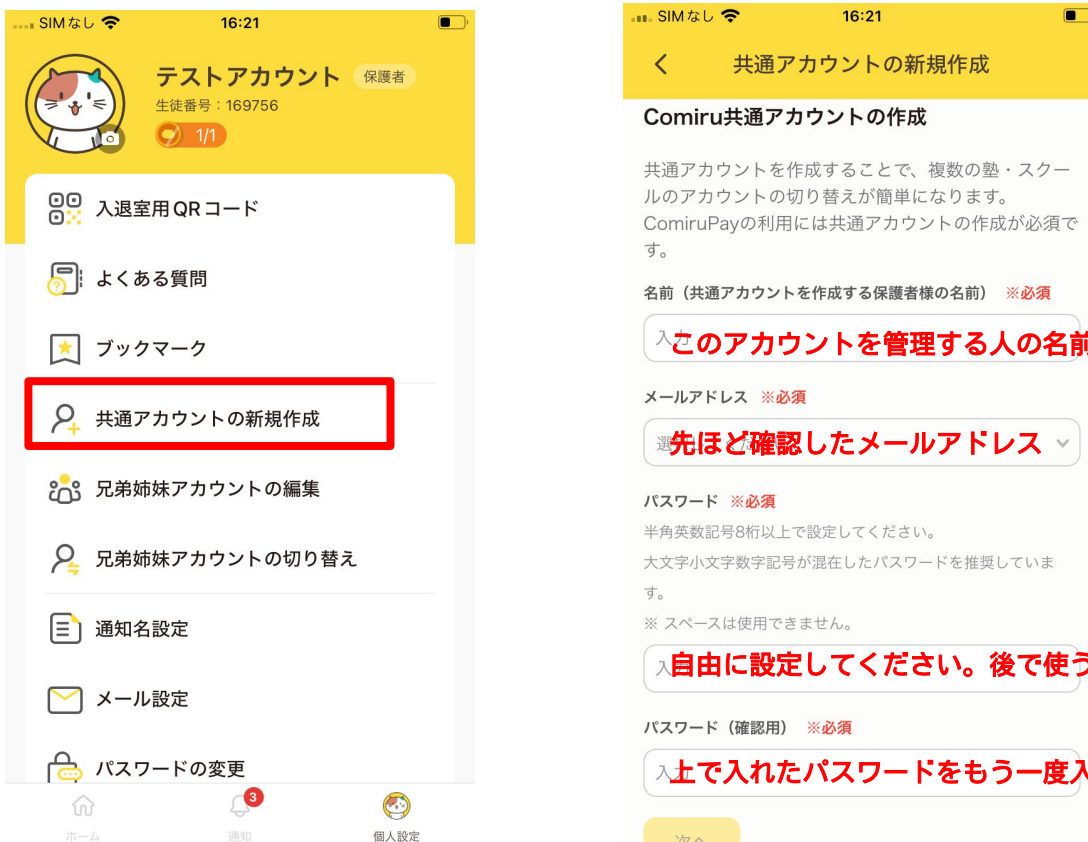 SIMなし
16:21
テストアカウント 保護者
生徒番号：169756
1/1
入退室用QRコード
よくある質問
ブックマーク
共通アカウントの新規作成
兄弟姉妹アカウントの編集
兄弟姉妹アカウントの切り替え
通知名設定
メール設定
パスワードの変更
3
ホーム
通知
個人設定
SIMなし
16:21
共通アカウントの新規作成
Comiru共通アカウントの作成
共通アカウントを作成することで、複数の塾・スクー
ルのアカウントの切り替えが簡単になります。
ComiruPayの利用には共通アカウントの作成が必須で
す。
名前（共通アカウントを作成する保護者様の名前） ※必須
このアカウントを管理する人の名前
メールアドレス ※必須
先ほど確認したメールアドレス
パスワード ※必須
半角英数記号8桁以上で設定してください。
大文字小文字数字記号が混在したパスワードを推奨していま
す。
※ スペースは使用できません。
自由に設定してください。後で使う
パスワード（確認用） ※必須
上で入れたパスワードをもう一度入
次へ